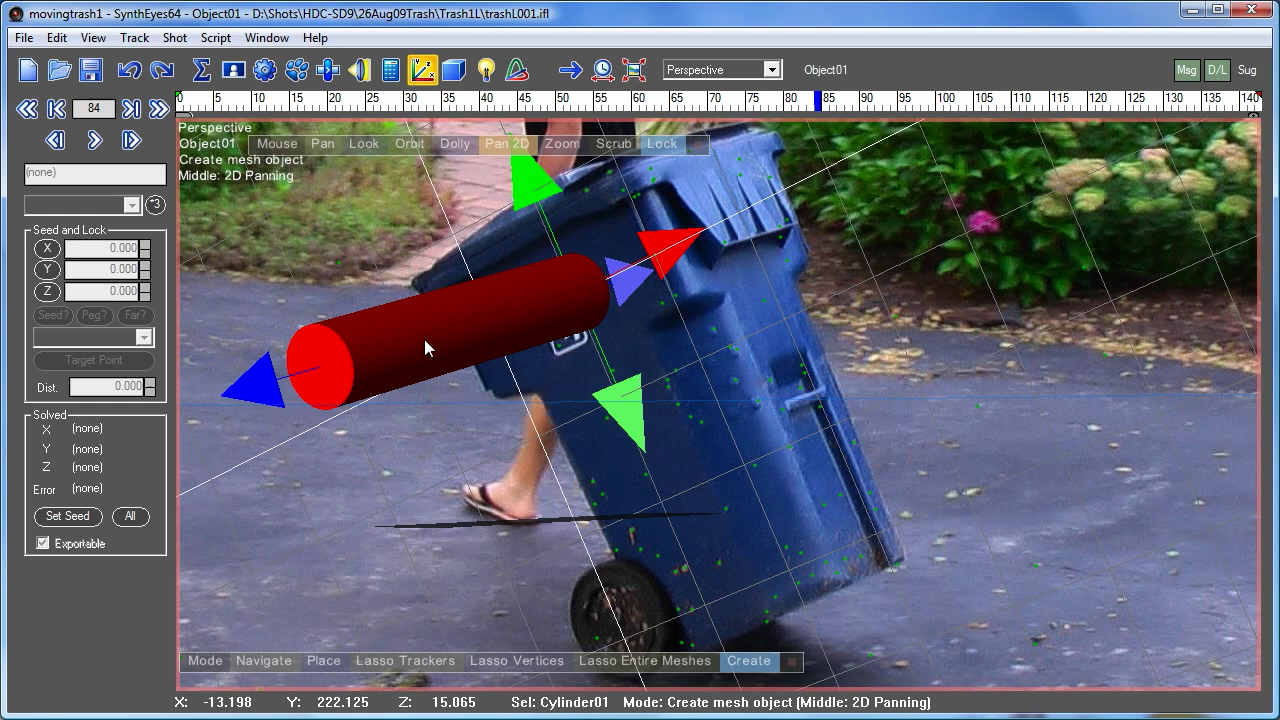 movingtrash1 - SynthEyes64 - Object01 - D:\Shots\HDC-SD9\26Aug09Trash\Trash1L\trashL001.ifl
File Edit View Track Shot Script Window Help
Perspective Object01 Msg D/L Sug
84
0 5 10 15 20 25 30 35 40 45 50 55 60 65 70 75 80 85 90 95 100 105 110 115 120 125 130 135 140
Perspective
Object01 Mouse Pan Look Orbit Dolly Pan 2D Zoom Scrub Lock
Create mesh object
Middle: 2D Panning
(none)
Seed and Lock
X 0.000
Y 0.000
Z 0.000
Seed? Peg? Far?
Target Point
Dist. 0.000
Solved
X (none)
Y (none)
Z (none)
Error (none)
Set Seed All
Exportable
Mode Navigate Place Lasso Trackers Lasso Vertices Lasso Entire Meshes Create
X: -13.198 Y: 222.125 Z: 15.065 Sel: Cylinder01 Mode: Create mesh object (Middle: 2D Panning)